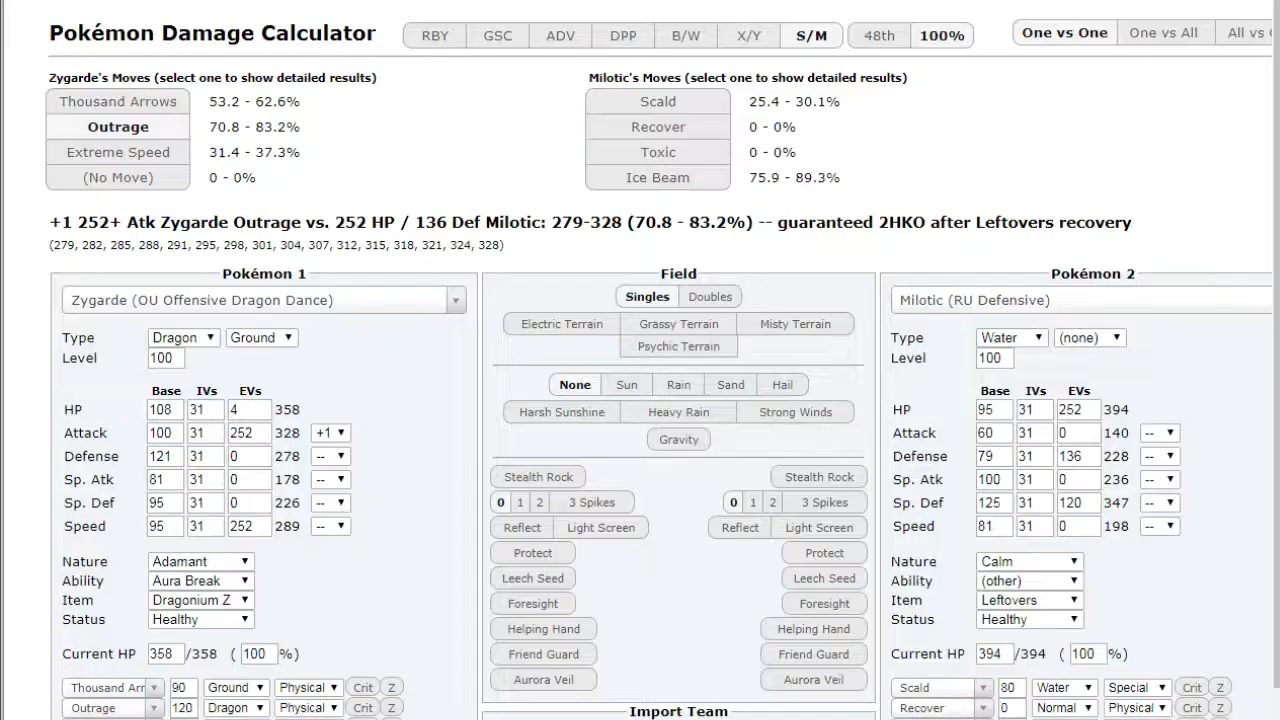 Pokémon Damage Calculator RBY GSC ADV DPP B/W X/Y S/M 48th 100% One vs One One vs All All vs
Zygarde's Moves (select one to show detailed results) Milotic's Moves (select one to show detailed results)
Thousand Arrows 53.2 - 62.6% Scald 25.4 - 30.1%
Outrage 70.8 - 83.2% Recover 0 - 0%
Extreme Speed 31.4 - 37.3% Toxic 0 - 0%
(No Move) 0 - 0% Ice Beam 75.9 - 89.3%
+1 252+ Atk Zygarde Outrage vs. 252 HP / 136 Def Milotic: 279-328 (70.8 - 83.2%) -- guaranteed 2HKO after Leftovers recovery
(279, 282, 285, 288, 291, 295, 298, 301, 304, 307, 312, 315, 318, 321, 324, 328)
Pokémon 1 Field Pokémon 2
Zygarde (OU Offensive Dragon Dance) Singles Doubles Milotic (RU Defensive)
Electric Terrain Grassy Terrain Misty Terrain
Type Dragon Ground Psychic Terrain Type Water (none)
Level 100 Level 100
Base IVs EVs None Sun Rain Sand Hail Base IVs EVs
HP 108 31 4 358 Harsh Sunshine Heavy Rain Strong Winds HP 95 31 252 394
Attack 100 31 252 328 +1 Gravity Attack 60 31 0 140 --
Defense 121 31 0 278 -- Defense 79 31 136 228 --
Sp. Atk 81 31 0 178 -- Stealth Rock Stealth Rock Sp. Atk 100 31 0 236 --
Sp. Def 95 31 0 226 -- 0 1 2 3 Spikes 0 1 2 3 Spikes Sp. Def 125 31 120 347 --
Speed 95 31 252 289 -- Reflect Light Screen Reflect Light Screen Speed 81 31 0 198 --
Protect Protect
Nature Adamant Nature Calm
Ability Aura Break Leech Seed Leech Seed Ability (other)
Item Dragonium Z Foresight Foresight Item Leftovers
Status Healthy Helping Hand Helping Hand Status Healthy
Current HP 358 /358 ( 100 %) Friend Guard Friend Guard Current HP 394 /394 ( 100 %)
Aurora Veil Aurora Veil
Thousand Arr 90 Ground Physical Crit Z Scald 80 Water Special Crit Z
Outrage 120 Dragon Physical Crit Z Import Team Recover 0 Normal Physical Crit Z